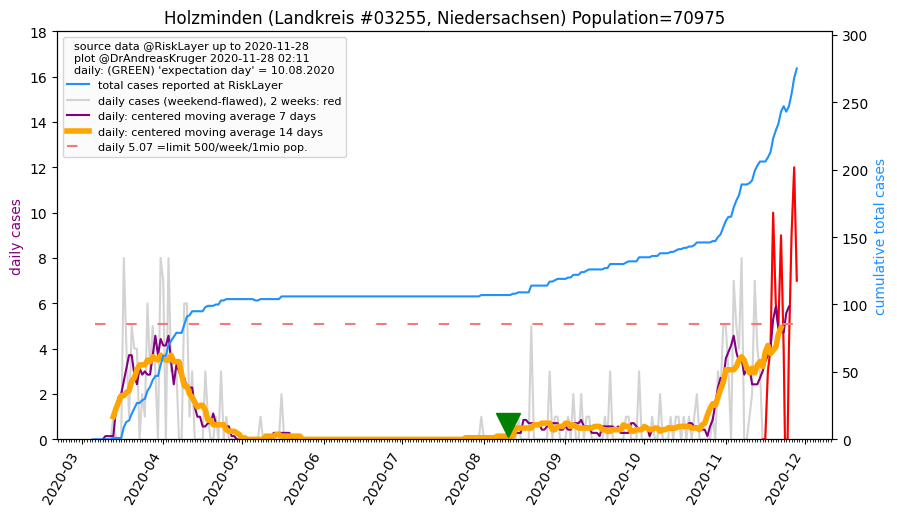 Holzminden (Landkreis #03255, Niedersachsen) Population=70975
source data @RiskLayer up to 2020-11-28
plot @DrAndreasKruger 2020-11-28 02:11
daily: (GREEN) 'expectation day' = 10.08.2020
total cases reported at RiskLayer
daily cases (weekend-flawed), 2 weeks: red
daily: centered moving average 7 days
daily: centered moving average 14 days
daily 5.07 =limit 500/week/1mio pop.
daily cases
18
16
14
12
10
8
6
4
2
0
300
250
200
150
100
50
0
cumulative total cases
2020-03
2020-04
2020-05
2020-06
2020-07
2020-08
2020-09
2020-10
2020-11
2020-12